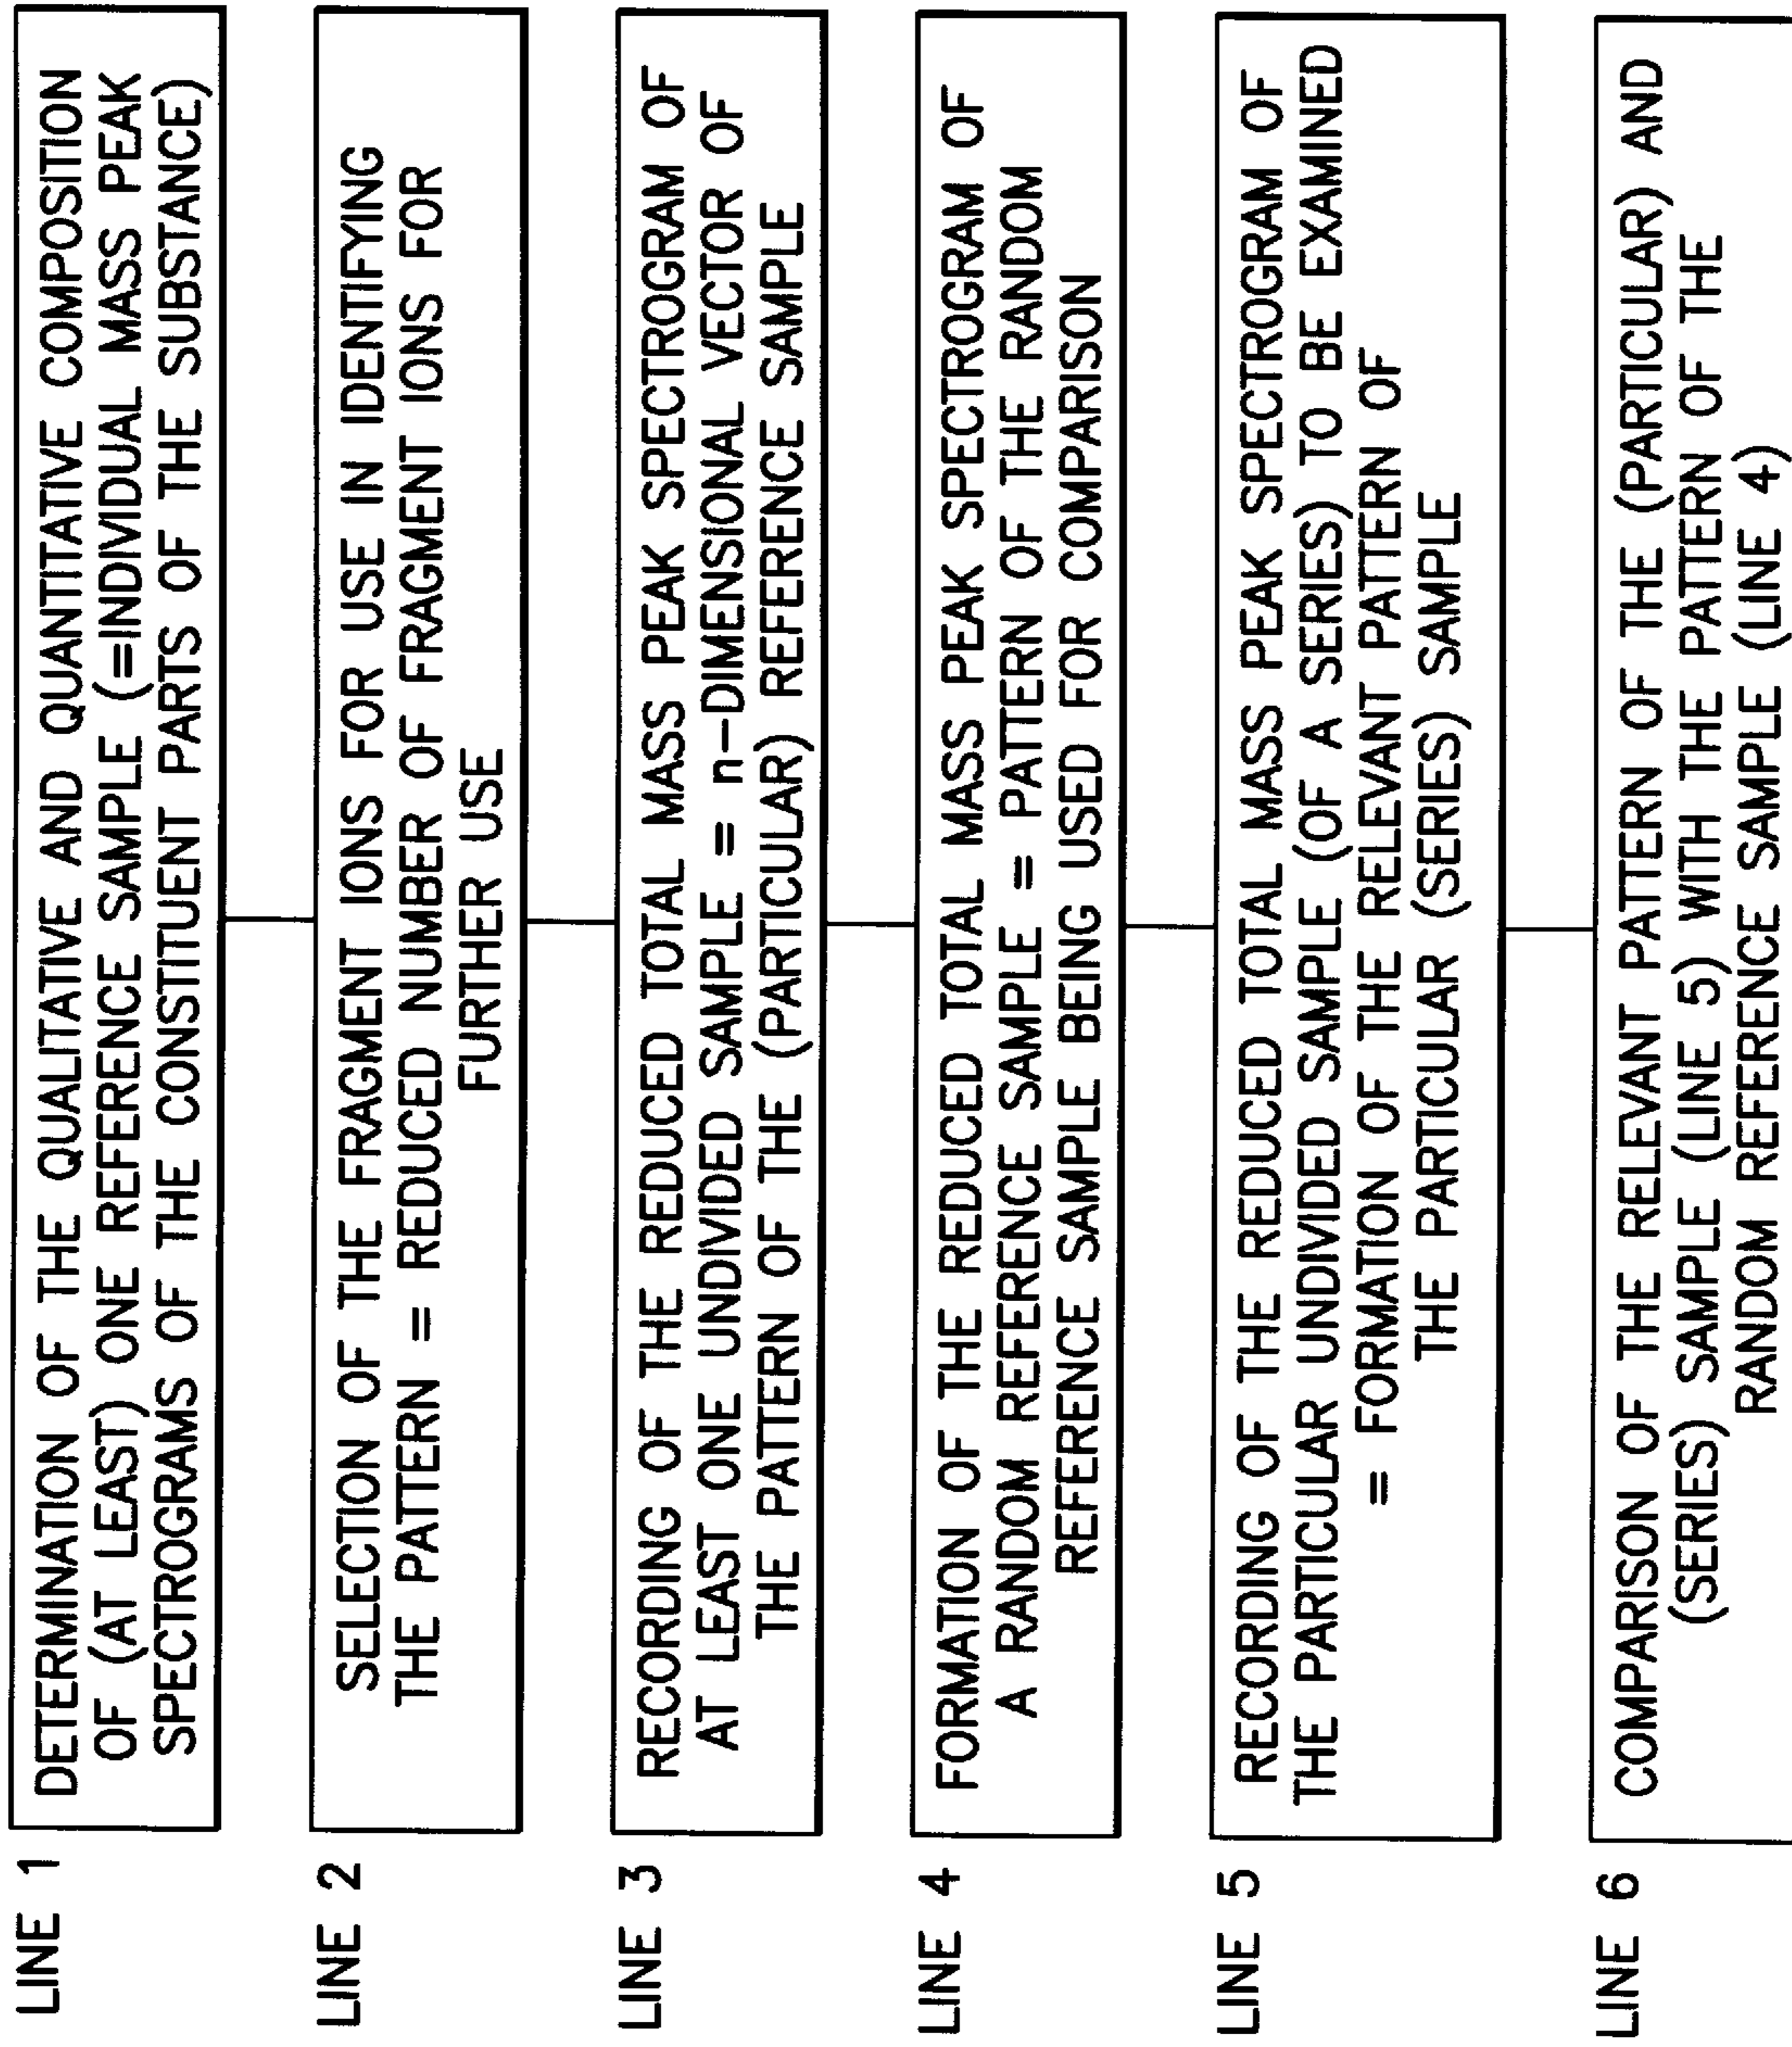 LINE 1
DETERMINATION OF THE QUALITATIVE AND QUANTITATIVE COMPOSITION
OF (AT LEAST) ONE REFERENCE SAMPLE (=INDIVIDUAL MASS PEAK
SPECTROGRAMS OF THE CONSTITUENT PARTS OF THE SUBSTANCE)
LINE 2
SELECTION OF THE FRAGMENT IONS FOR USE IN IDENTIFYING
THE PATTERN = REDUCED NUMBER OF FRAGMENT IONS FOR
FURTHER USE
LINE 3
RECORDING OF THE REDUCED TOTAL MASS PEAK SPECTROGRAM OF
AT LEAST ONE UNDIVIDED SAMPLE = n-DIMENSIONAL VECTOR OF
THE PATTERN OF THE (PARTICULAR) REFERENCE SAMPLE
LINE 4
FORMATION OF THE REDUCED TOTAL MASS PEAK SPECTROGRAM OF
A RANDOM REFERENCE SAMPLE = PATTERN OF THE RANDOM
REFERENCE SAMPLE BEING USED FOR COMPARISON
LINE 5
RECORDING OF THE REDUCED TOTAL MASS PEAK SPECTROGRAM OF
THE PARTICULAR UNDIVIDED SAMPLE (OF A SERIES) TO BE EXAMINED
= FORMATION OF THE RELEVANT PATTERN OF
THE PARTICULAR (SERIES) SAMPLE
LINE 6
COMPARISON OF THE RELEVANT PATTERN OF THE (PARTICULAR) AND
(SERIES) SAMPLE (LINE 5) WITH THE PATTERN OF THE
RANDOM REFERENCE SAMPLE (LINE 4)